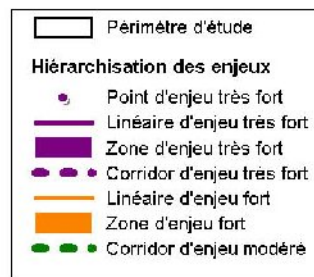 Périmètre d'étude
Hiérarchisation des enjeux
Point d'enjeu très fort
Linéaire d'enjeu très fort
Zone d'enjeu très fort
Corridor d'enjeu très fort
Linéaire d'enjeu fort
Zone d'enjeu fort
Corridor d'enjeu modéré